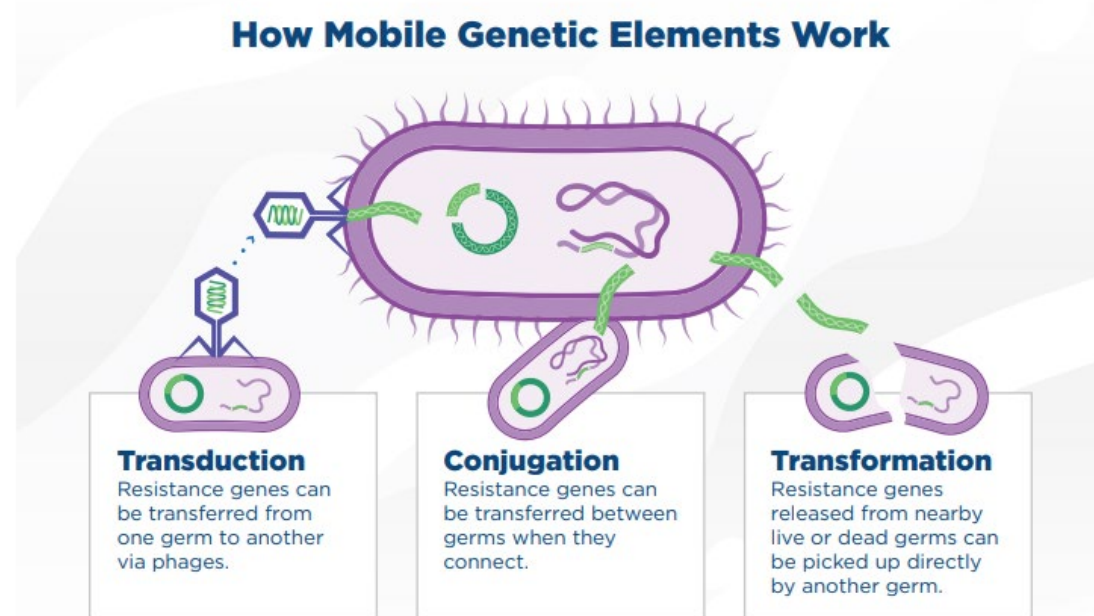 How Mobile Genetic Elements Work
Transduction
Resistance genes can
be transferred from
one germ to another
via phages.
Conjugation
Resistance genes can
be transferred between
germs when they
connect.
Transformation
Resistance genes
released from nearby
live or dead germs can
be picked up directly
by another germ.